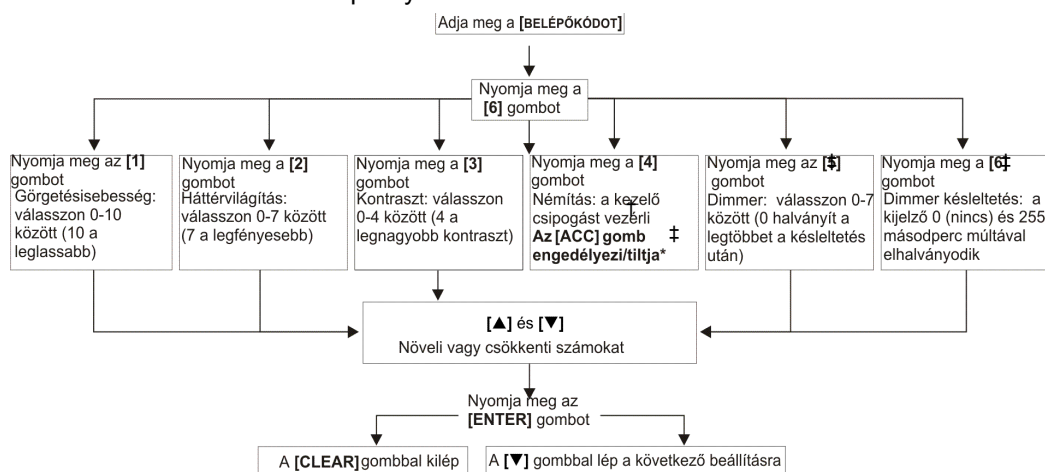 Adja meg a [BELÉPŐKÓDOT]
Nyomja meg a
[6] gombot
Nyomja meg az [1]
gombot
Görgetésisebesség:
válasszon 0-10
között (10 a
leglassabb)
Nyomja meg a [2]
gombot
Háttérvilágítás:
válasszon 0-7 között
(7 a legfényesebb)
Nyomja meg a [3]
gombot
Kontraszt: válasszon
0-4 között (4 a
legnagyobb kontraszt)
Nyomja meg a [4]
gombot
Némítás: a kezelő
csipogást vezérli †
Az [ACC] gomb ‡
engedélyezi/tiltja*
Nyomja meg az [5]‡
gombot
Dimmer: válasszon 0-7
között (0 halványít a
legtöbbet a késleltetés
után)
Nyomja meg a [6]‡
gombot
Dimmer késleltetés: a
kijelző 0 (nincs) és 255
másodperc múltával
elhalványodik
[▲] és [▼]
Növeli vagy csökkenti számokat
Nyomja meg az
[ENTER] gombot
A [CLEAR] gombbal kilép
A [▼] gombbal lép a következő beállításra